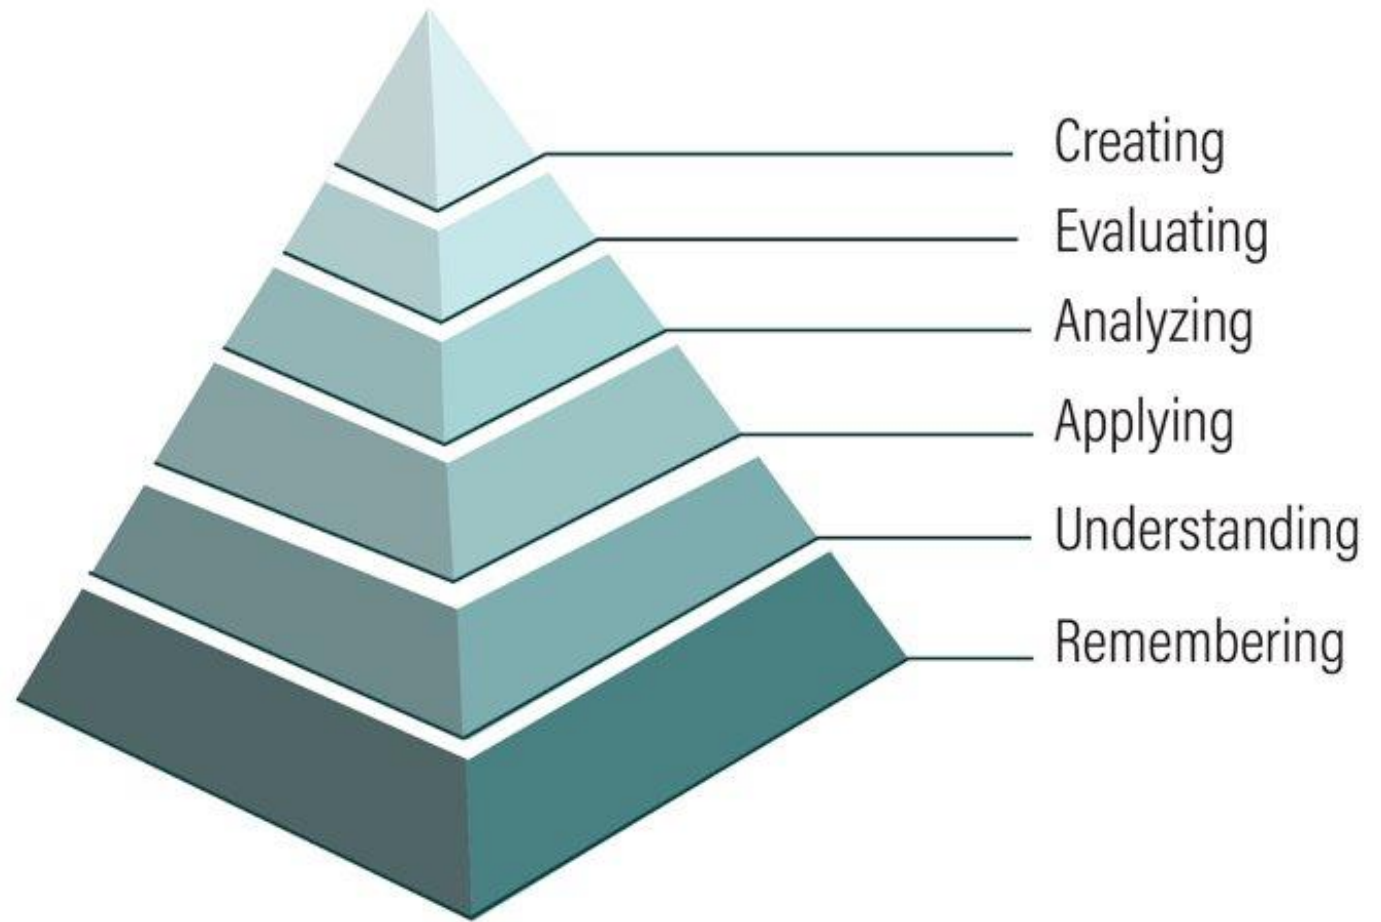 Creating
Evaluating
Analyzing
Applying
Understanding
Remembering